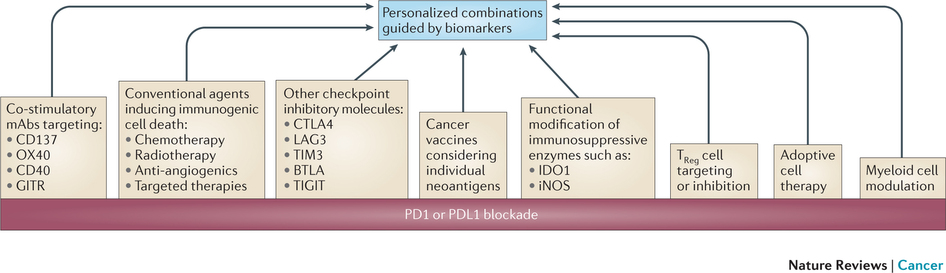 Personalized combinations
guided by biomarkers
Co-stimulatory
mAbs targeting:
• CD137
• OX40
• CD40
• GITR
Conventional agents
inducing immunogenic
cell death:
• Chemotherapy
• Radiotherapy
• Anti-angiogenics
• Targeted therapies
Other checkpoint
inhibitory molecules:
• CTLA4
• LAG3
• TIM3
• BTLA
• TIGIT
Cancer
vaccines
considering
individual
neoantigens
Functional
modification of
immunosuppressive
enzymes such as:
• IDO1
• iNOS
TReg cell
targeting
or inhibition
Adoptive
cell
therapy
Myeloid cell
modulation
PD1 or PDL1 blockade
Nature Reviews | Cancer